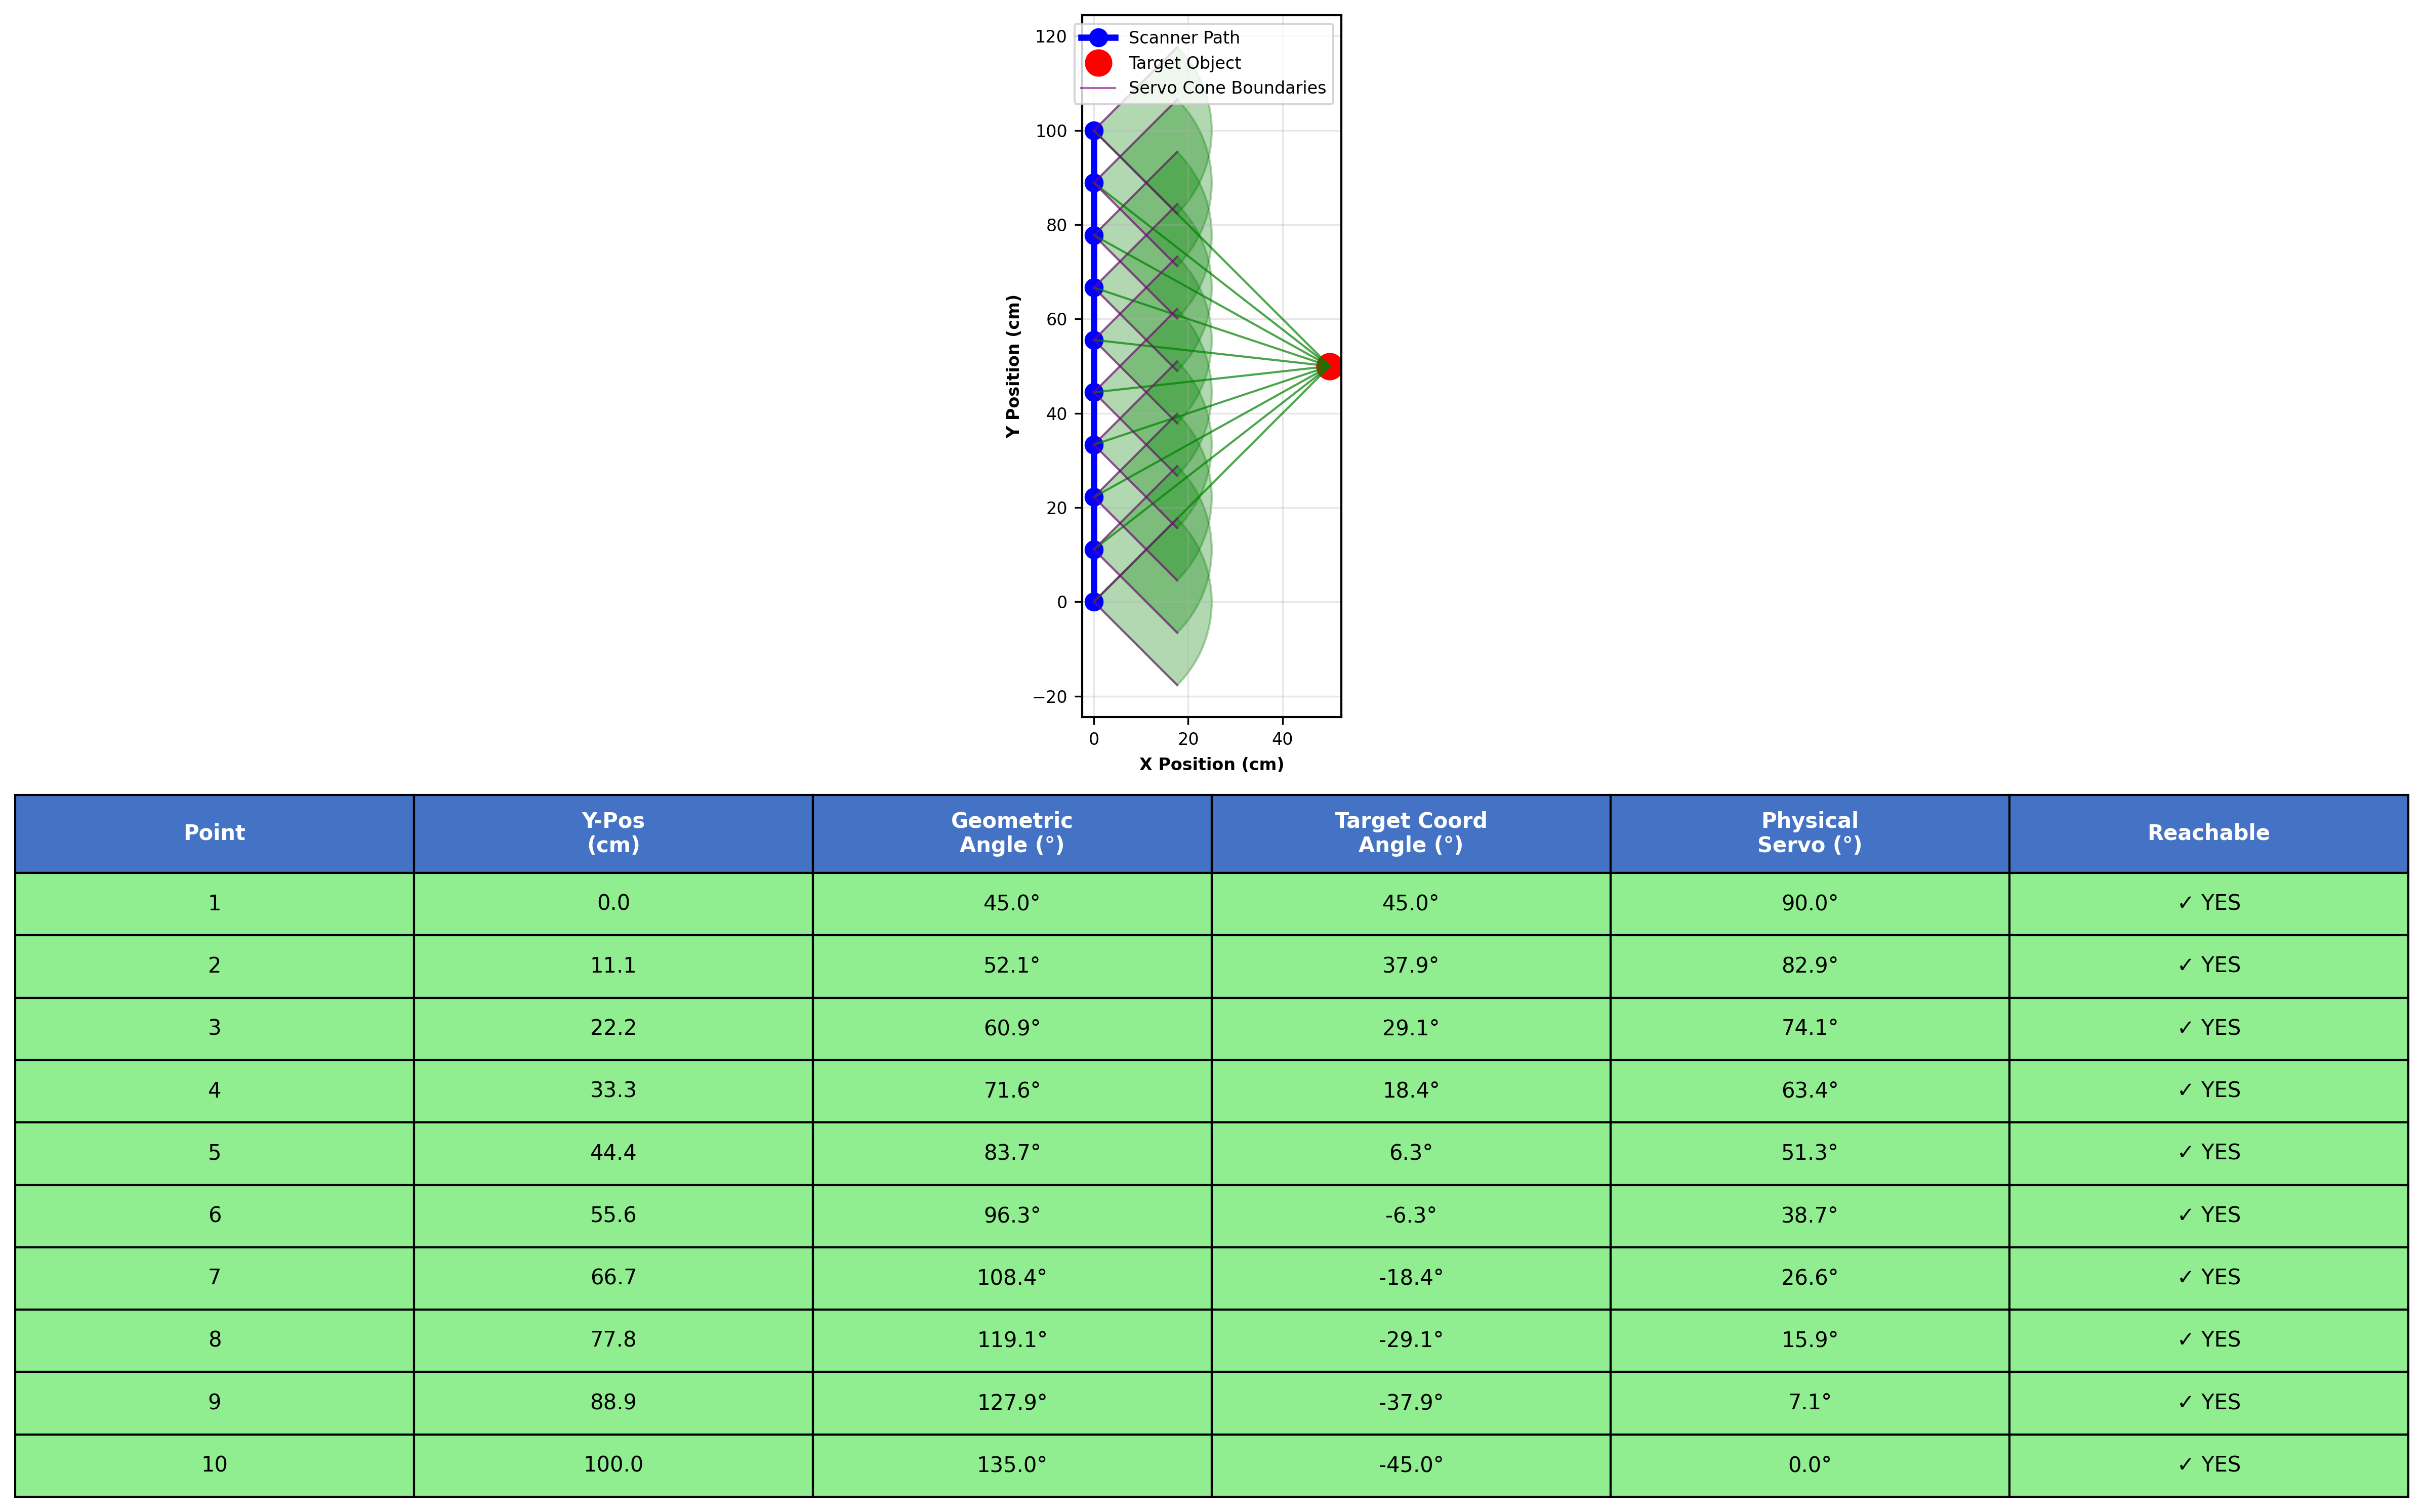 120
100
80
60
40
20
0
−20
Y Position (cm)
Scanner Path
Target Object
Servo Cone Boundaries
0 20 40
X Position (cm)
Point Y-Pos (cm) Geometric Angle (°) Target Coord Angle (°) Physical Servo (°) Reachable
1 0.0 45.0° 45.0° 90.0° ✓ YES
2 11.1 52.1° 37.9° 82.9° ✓ YES
3 22.2 60.9° 29.1° 74.1° ✓ YES
4 33.3 71.6° 18.4° 63.4° ✓ YES
5 44.4 83.7° 6.3° 51.3° ✓ YES
6 55.6 96.3° -6.3° 38.7° ✓ YES
7 66.7 108.4° -18.4° 26.6° ✓ YES
8 77.8 119.1° -29.1° 15.9° ✓ YES
9 88.9 127.9° -37.9° 7.1° ✓ YES
10 100.0 135.0° -45.0° 0.0° ✓ YES